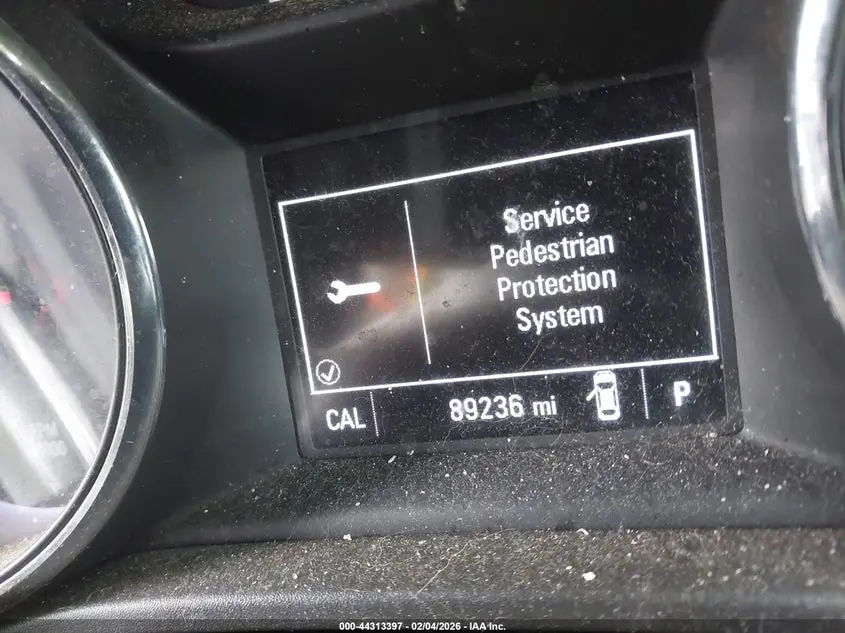 Service
Pedestrian
Protection
System
CAL
89236 mi
P
000-44313397 - 02/04/2026 - IAA Inc.